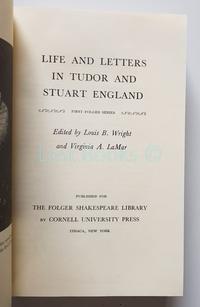 LIFE AND LETTERS
IN TUDOR AND
STUART ENGLAND
FIRST FOLGER SERIES
Edited by Louis B. Wright
and Virginia A. LaMar
PUBLISHED FOR
THE FOLGER SHAKESPEARE LIBRARY
BY CORNELL UNIVERSITY PRESS
ITHACA, NEW YORK